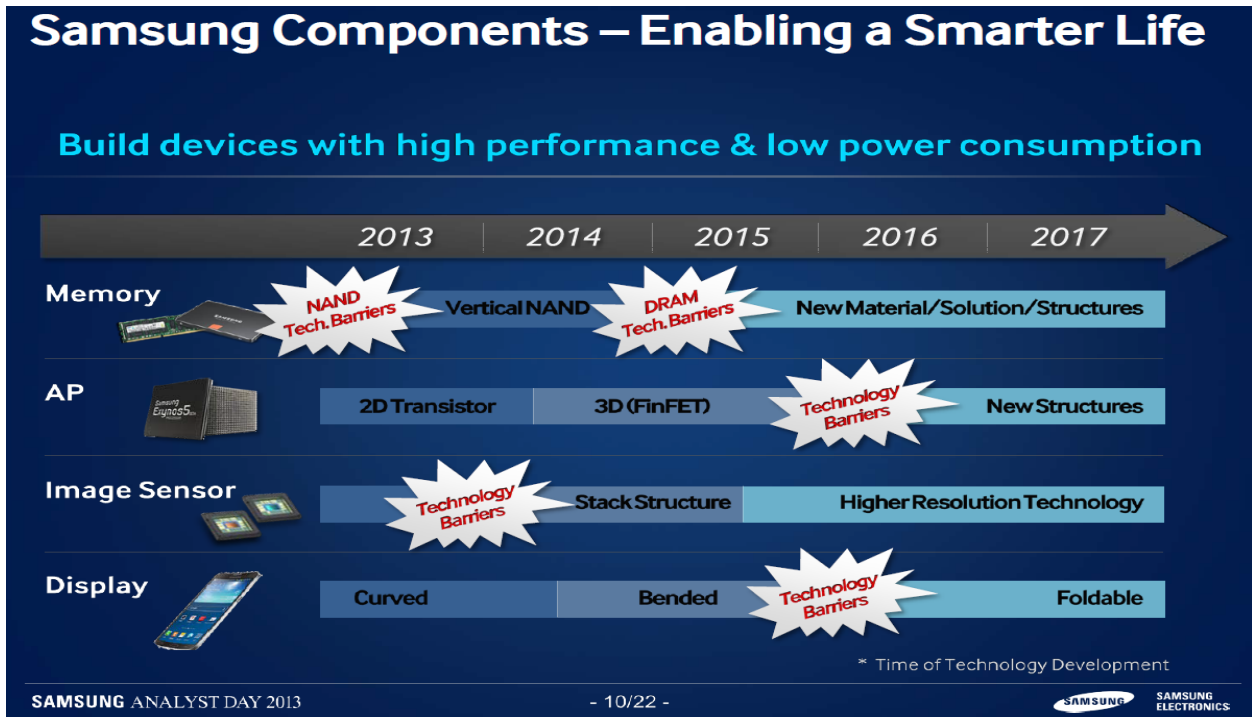 Samsung Components – Enabling a Smarter Life
Build devices with high performance & low power consumption
2013 2014 2015 2016 2017
Memory
NAND
Tech. Barriers
Vertical NAND
DRAM
Tech. Barriers
New Material/Solution/Structures
AP
Samsung
Exynos 5
2D Transistor
3D (FinFET)
Technology
Barriers
New Structures
Image Sensor
Technology
Barriers
Stack Structure
Higher Resolution Technology
Display
Curved
Bended
Technology
Barriers
Foldable
* Time of Technology Development
SAMSUNG ANALYST DAY 2013
- 10/22 -
SAMSUNG
SAMSUNG
ELECTRONICS